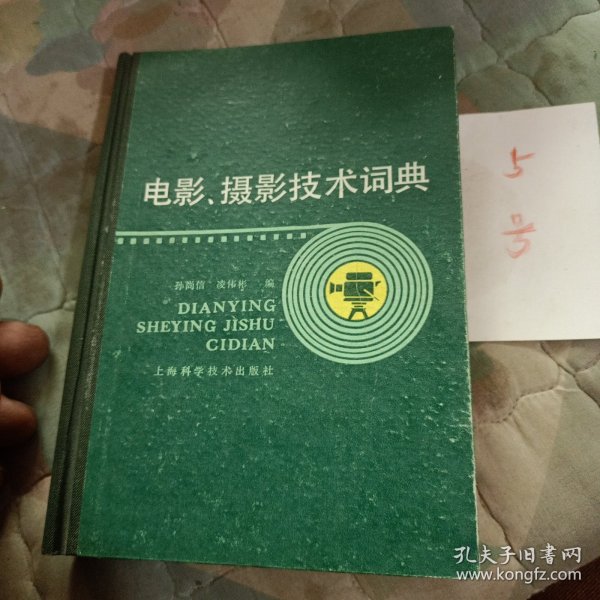 电影、摄影技术词典
孙尚信 凌伟彬 编
DIANYING
SHEYING JISHU
CIDIAN
上海科学技术出版社
5
号
孔夫子旧书网
www.kongfz.com